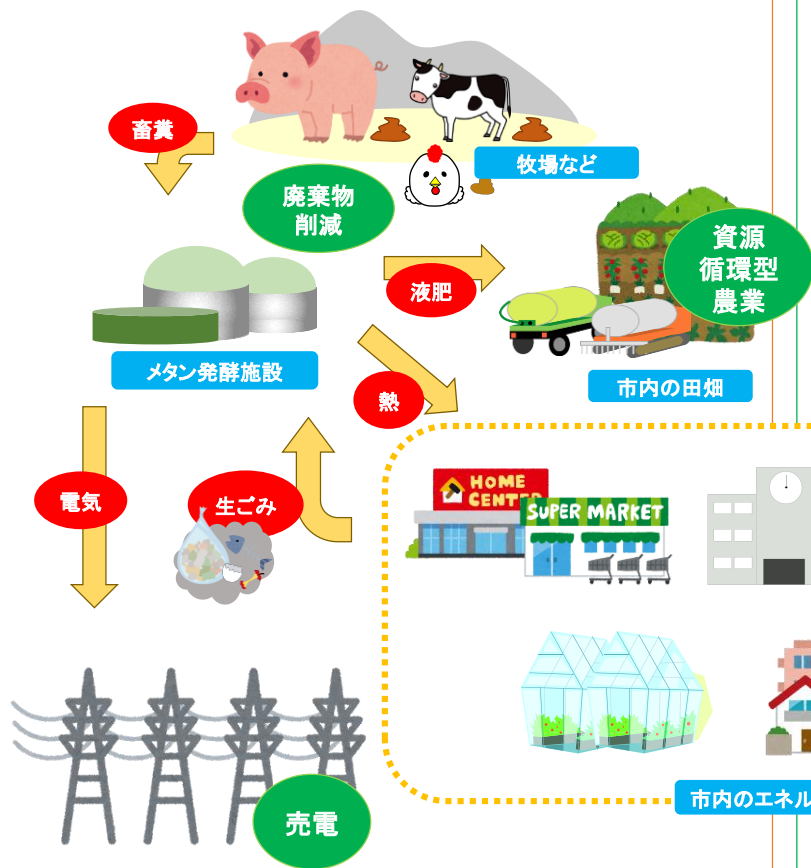 畜糞
牧場など
廃棄物
削減
資源
循環型
農業
液肥
メタン発酵施設
熱
市内の田畑
電気
生ごみ
HOME
CENTER
SUPER MARKET
売電
市内のエネル